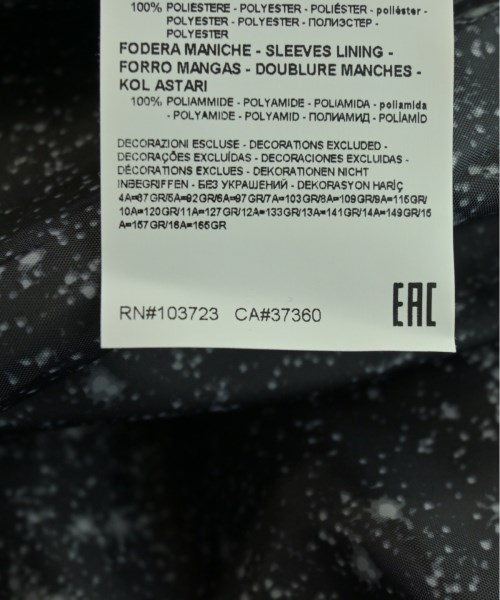 100% POLIESTERE - POLYESTER - POLIÉSTER - poliéster -
POLYESTER - POLYESTER - ПОЛИЭСТЕР -
POLYESTER
FODERA MANICHE - SLEEVES LINING -
FORRO MANGAS - DOUBLURE MANCHES -
KOL ASTARI
100% POLIAMMIDE - POLYAMIDE - POLIAMIDA - poliamida
- POLYAMIDE - POLYAMID - ПОЛИАМИД - POLİAMİD
DECORAZIONI ESCLUSE - DECORATIONS EXCLUDED -
DECORAÇÕES EXCLUÍDAS - DECORACIONES EXCLUIDAS -
DÉCORATIONS EXCLUES - DEKORATIONEN NICHT
INBEGRIFFEN - БЕЗ УКРАШЕНИЙ - DEKORASYON HARİÇ
4A=87GR/5A=92GR/6A=97GR/7A=103GR/8A=109GR/9A=115GR/
10A=120GR/11A=127GR/12A=133GR/13A=141GR/14A=149GR/15
A=157GR/16A=165GR
RN#103723 CA#37360
EAC